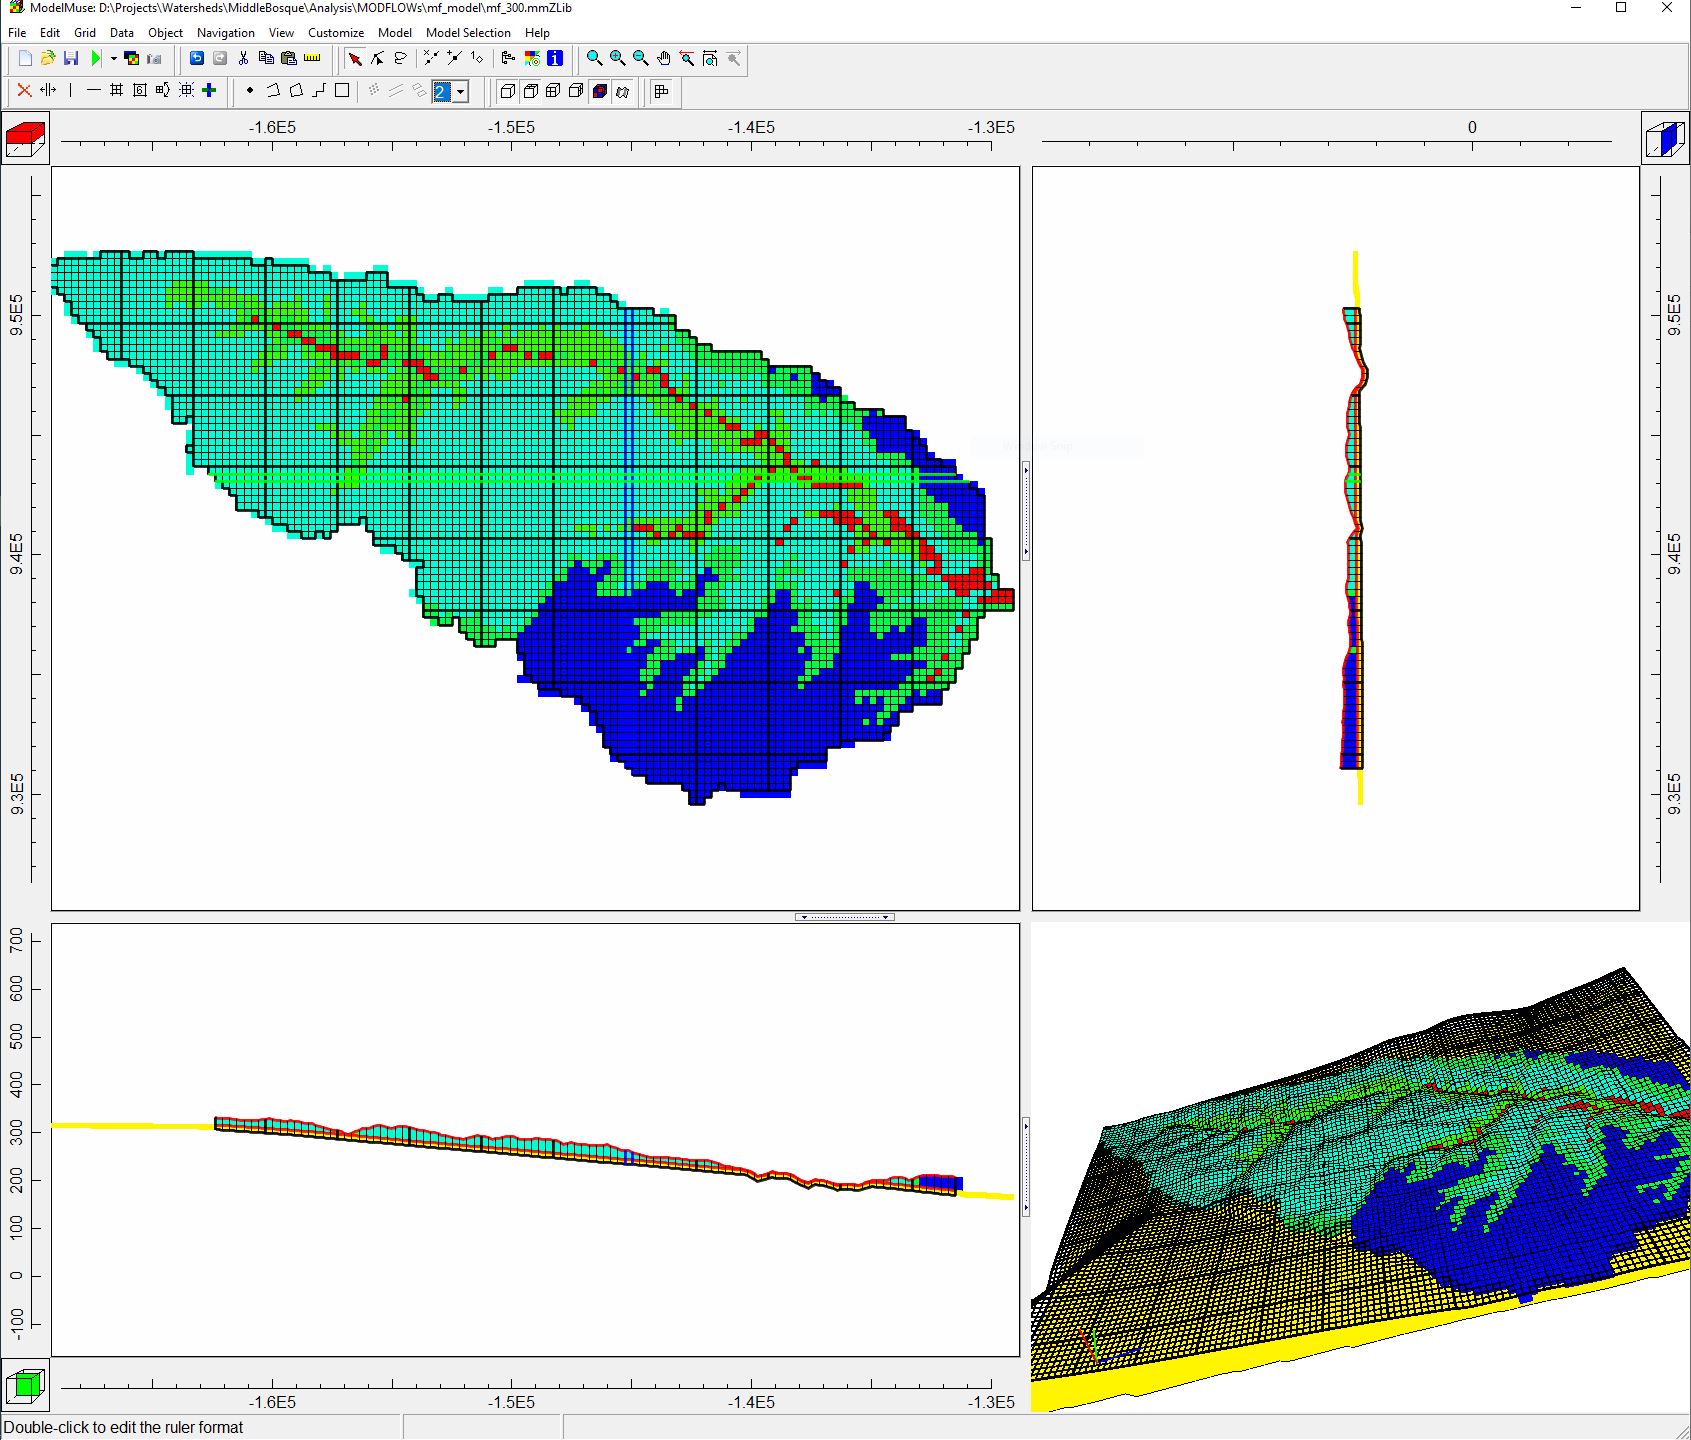 ModelMuse: D:\Projects\Watersheds\MiddleBosque\Analysis\MODFLOWs\mf_model\mf_300.mmZLib
File Edit Grid Data Object Navigation View Customize Model Model Selection Help
2
-1.6E5 -1.5E5 -1.4E5 -1.3E5 0
9.5E5
9.4E5
9.3E5
9.5E5
9.4E5
9.3E5
700
600
500
400
300
200
100
0
-100
-1.6E5 -1.5E5 -1.4E5 -1.3E5
Double-click to edit the ruler format